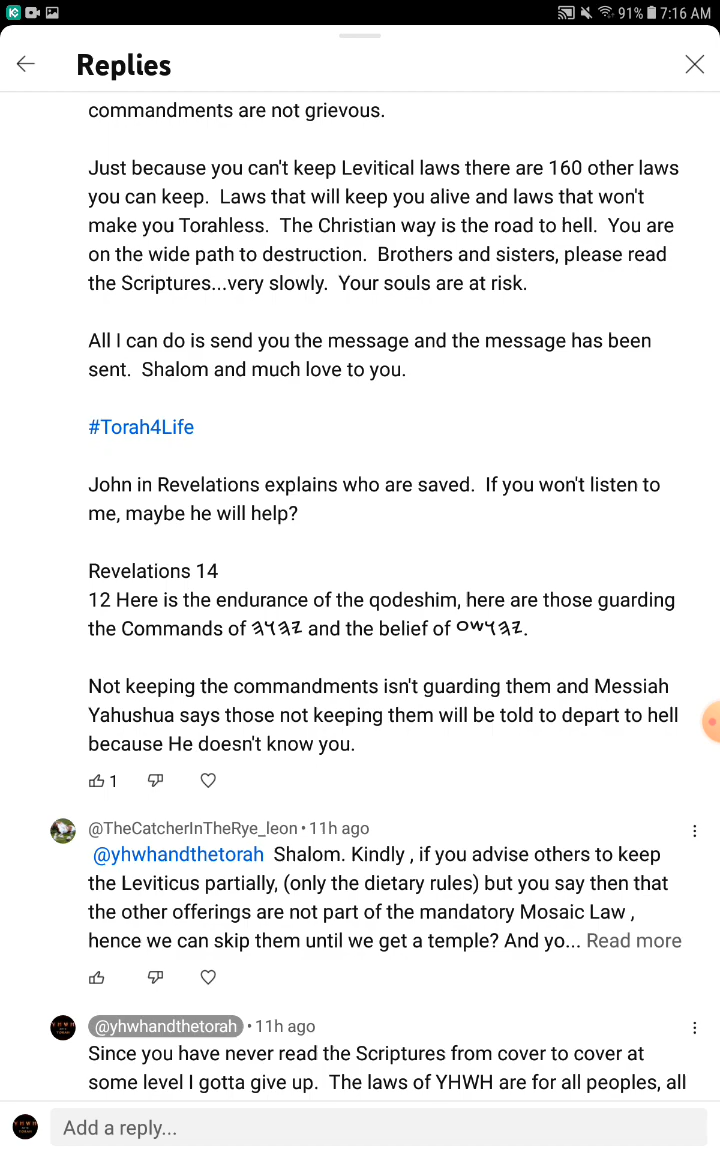 91% 7:16 AM
Replies
commandments are not grievous.
Just because you can't keep Levitical laws there are 160 other laws
you can keep.  Laws that will keep you alive and laws that won't
make you Torahless.  The Christian way is the road to hell.  You are
on the wide path to destruction.  Brothers and sisters, please read
the Scriptures...very slowly.  Your souls are at risk.
All I can do is send you the message and the message has been
sent.  Shalom and much love to you.
#Torah4Life
John in Revelations explains who are saved.  If you won't listen to
me, maybe he will help?
Revelations 14
12 Here is the endurance of the qodeshim, here are those guarding
the Commands of 𐤉𐤄𐤅𐤄 and the belief of 𐤉𐤄𐤅𐤔𐤏.
Not keeping the commandments isn't guarding them and Messiah
Yahushua says those not keeping them will be told to depart to hell
because He doesn't know you.
1
@TheCatcherInTheRye_leon • 11h ago
@yhwhandthetorah  Shalom. Kindly , if you advise others to keep
the Leviticus partially, (only the dietary rules) but you say then that
the other offerings are not part of the mandatory Mosaic Law ,
hence we can skip them until we get a temple? And yo... Read more
@yhwhandthetorah • 11h ago
Since you have never read the Scriptures from cover to cover at
some level I gotta give up.  The laws of YHWH are for all peoples, all
Add a reply...